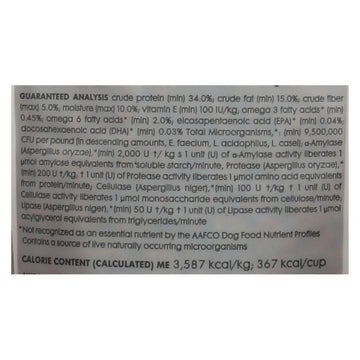 GUARANTEED ANALYSIS crude protein (min) 34.0%; crude fat (min) 15.0%; crude fiber
(max) 5.0%; moisture (max) 10.0%; vitamin E (min) 100 IU/kg, omega 3 fatty acids* (min)
0.45%; omega 6 fatty acids* (min) 2.0%; eicosapentaenoic acid (EPA)* (min) 0.04%;
docosahexaenoic acid (DHA)* (min) 0.03% Total Microorganisms,*: (min) 9,500,000
CFU per pound (In descending amounts, E. faecium, L. acidophilus, L. casei); α-Amylase
(Aspergillus oryzae),*(min) 2,000 U †/ kg ‡ 1 unit (U) of α-Amylase activity liberates 1
μmol amylose equivalents from soluble starch/minute, Protease (Aspergillus oryzae),*
(min) 200 U †/kg, † 1 unit (U) of Protease activity liberates 1 μmol amino acid equivalents
from protein/minute; Cellulase (Aspergillus niger),*(min) 100 U †/kg ‡ 1 unit (U) of
Cellulase activity liberates 1 μmol monosaccharide equivalents from cellulose/minute;
Lipase (Aspergillus niger),*(min) 50 U †/kg † 1 unit (U) of Lipase activity liberates 1 μmol
acylglycerol equivalents from triglycerides/minute
*Not recognized as an essential nutrient by the AAFCO Dog Food Nutrient Profiles
Contains a source of live naturally occurring microorganisms
CALORIE CONTENT (CALCULATED) ME 3,587 kcal/kg; 367 kcal/cup